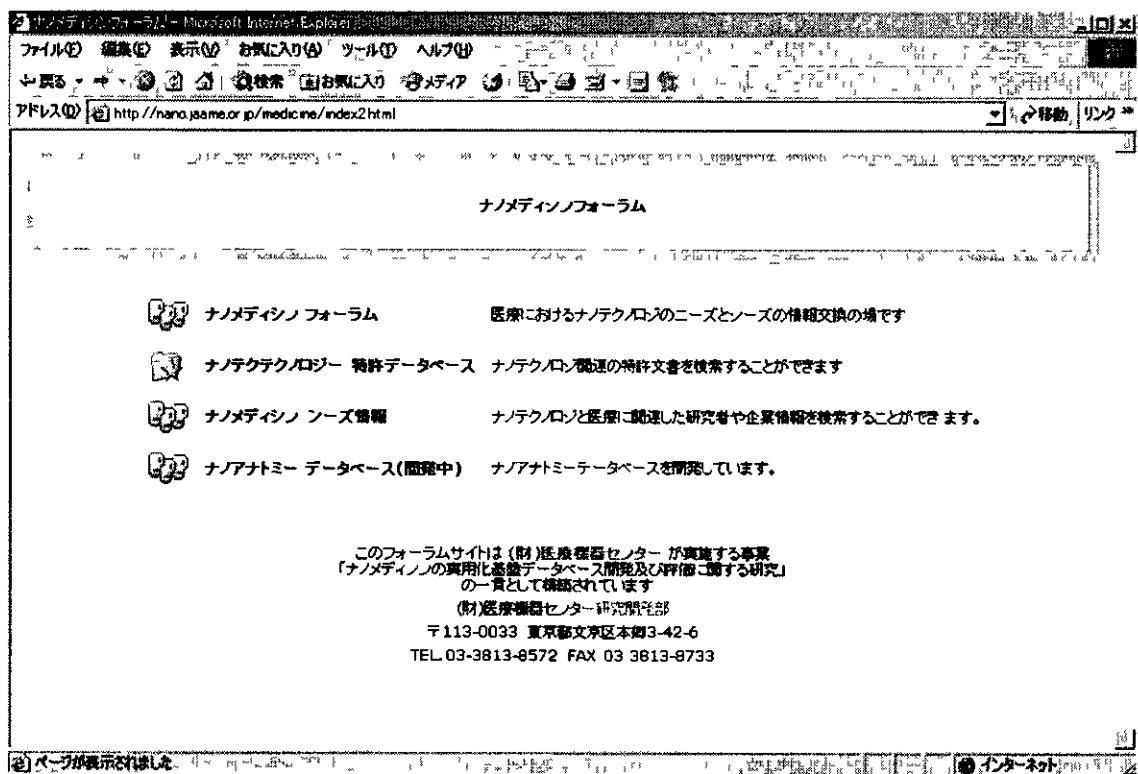 ナノメディシンフォーラム - Microsoft Internet Explorer
ファイル(F) 編集(E) 表示(V) お気に入り(A) ツール(T) ヘルプ(H)
戻る 検索 お気に入り メディア
アドレス(D) http://nano.jaame.or.jp/medicine/index2.html 移動 リンク
ナノメディシンフォーラム
ナノメディシン フォーラム 医療におけるナノテクノロジのニーズとシーズの情報交換の場です
ナノテクテクノロジー 特許データベース ナノテクノロジ関連の特許文書を検索することができます
ナノメディシン シーズ情報 ナノテクノロジと医療に関連した研究者や企業情報を検索することができ ます。
ナノアナトミー データベース(開発中) ナノアナトミーデータベースを開発しています。
このフォーラムサイトは (財)医療機器センター が実施する事業
「ナノメディシンの実用化基盤データベース開発及び評価に関する研究」
の一貫として構築されています
(財)医療機器センター 研究開発部
〒113-0033 東京都文京区本郷3-42-6
TEL.03-3813-8572 FAX 03 3813-8733
ページが表示されました インターネット